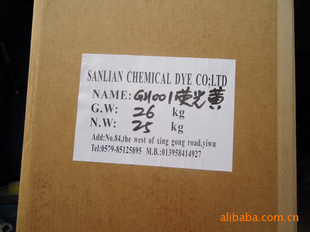 SANLIAN CHEMICAL DYE CO:LTD
NAME: GH001荧光黄
G.W: 26 kg
N.W: 25 kg
Add:No.84,the west of xing gong road,yiwu
Tel:0579-85125895 M.B.:013958414927
alibaba.com.cn